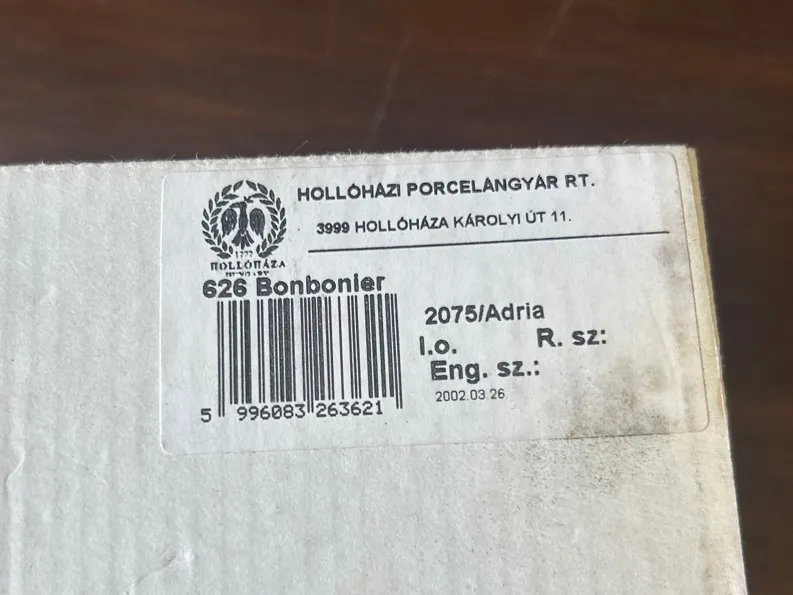 HOLLÓHÁZI PORCELÁNGYÁR RT.
3999 HOLLÓHÁZA KÁROLYI ÚT 11.
HOLLÓHÁZA
HUNGARY
626 Bonbonier
2075/Adria
I.o. R. sz:
Eng. sz.:
2002.03.26
5 996083 263621